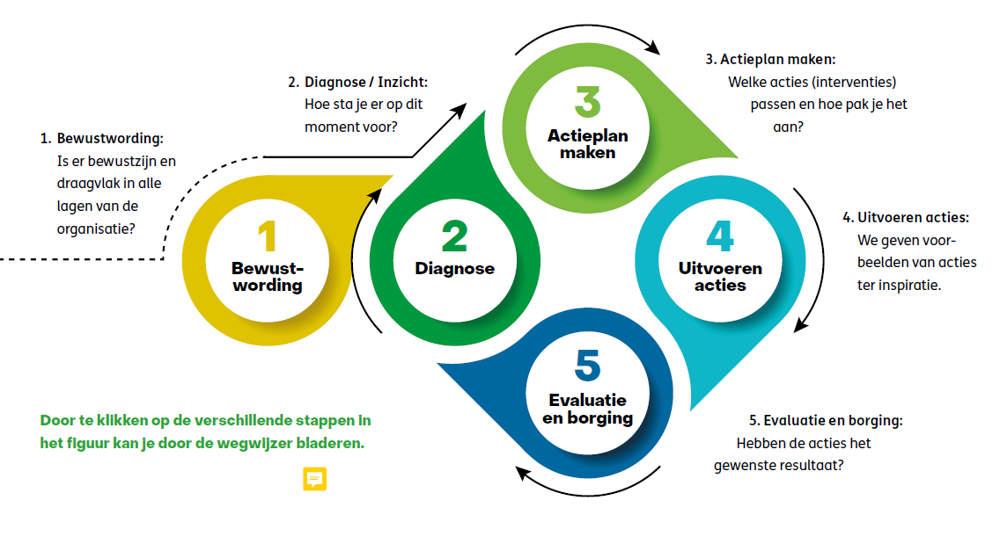 1. Bewustwording:
Is er bewustzijn en
draagvlak in alle
lagen van de
organisatie?
2. Diagnose / Inzicht:
Hoe sta je er op dit
moment voor?
3. Actieplan maken:
Welke acties (interventies)
passen en hoe pak je het
aan?
4. Uitvoeren acties:
We geven voor-
beelden van acties
ter inspiratie.
5. Evaluatie en borging:
Hebben de acties het
gewenste resultaat?
1
Bewust-
wording
2
Diagnose
3
Actieplan
maken
4
Uitvoeren
acties
5
Evaluatie
en borging
Door te klikken op de verschillende stappen in
het figuur kan je door de wegwijzer bladeren.